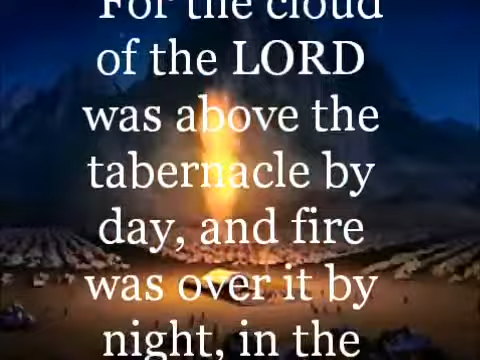 For the cloud
of the LORD
was above the
tabernacle by
day, and fire
was over it by
night, in the